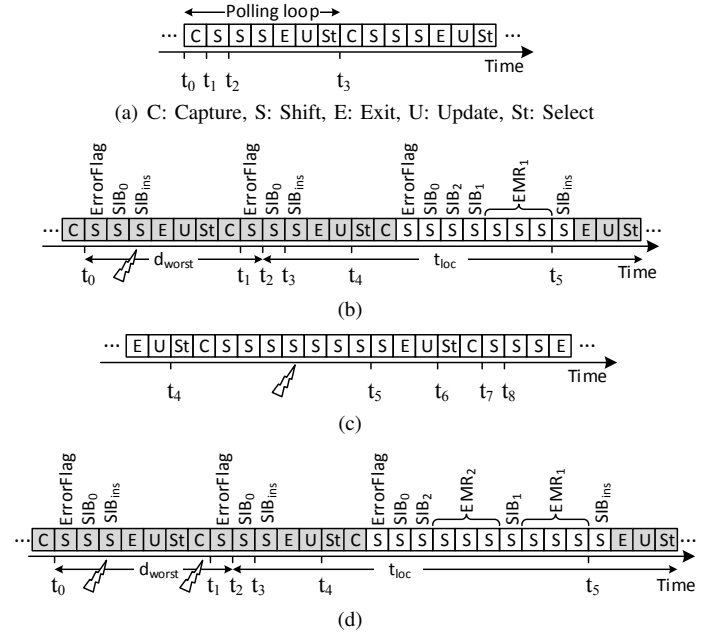 Polling loop
... C S S S E U St C S S S E U St ...
Time
t0 t1 t2 t3
(a) C: Capture, S: Shift, E: Exit, U: Update, St: Select
ErrorFlag SIB0 SIBins ErrorFlag SIB0 SIBins ErrorFlag SIB0 SIB2 SIB1 EMR1 SIBins
... C S S S E U St C S S S E U St C S S S S S S S S E U St ...
dworst tloc
t0 t1 t2 t3 t4 t5 Time
(b)
... E U St C S S S S S S S S E U St C S S S E ...
Time
t4 t5 t6 t7 t8
(c)
ErrorFlag SIB0 SIBins ErrorFlag SIB0 SIBins ErrorFlag SIB0 SIB2 EMR2 SIB1 EMR1 SIBins
... C S S S E U St C S S S E U St C S S S S S S S S S S S E U St ...
dworst tloc
t0 t1 t2 t3 t4 t5 Time
(d)